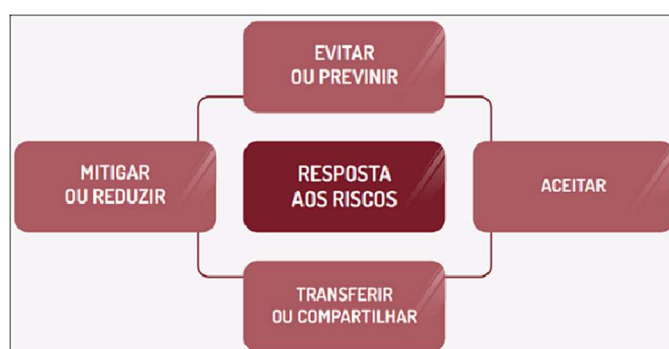 EVITAR
OU PREVINIR
MITIGAR
OU REDUZIR
RESPOSTA
AOS RISCOS
ACEITAR
TRANSFERIR
OU COMPARTILHAR